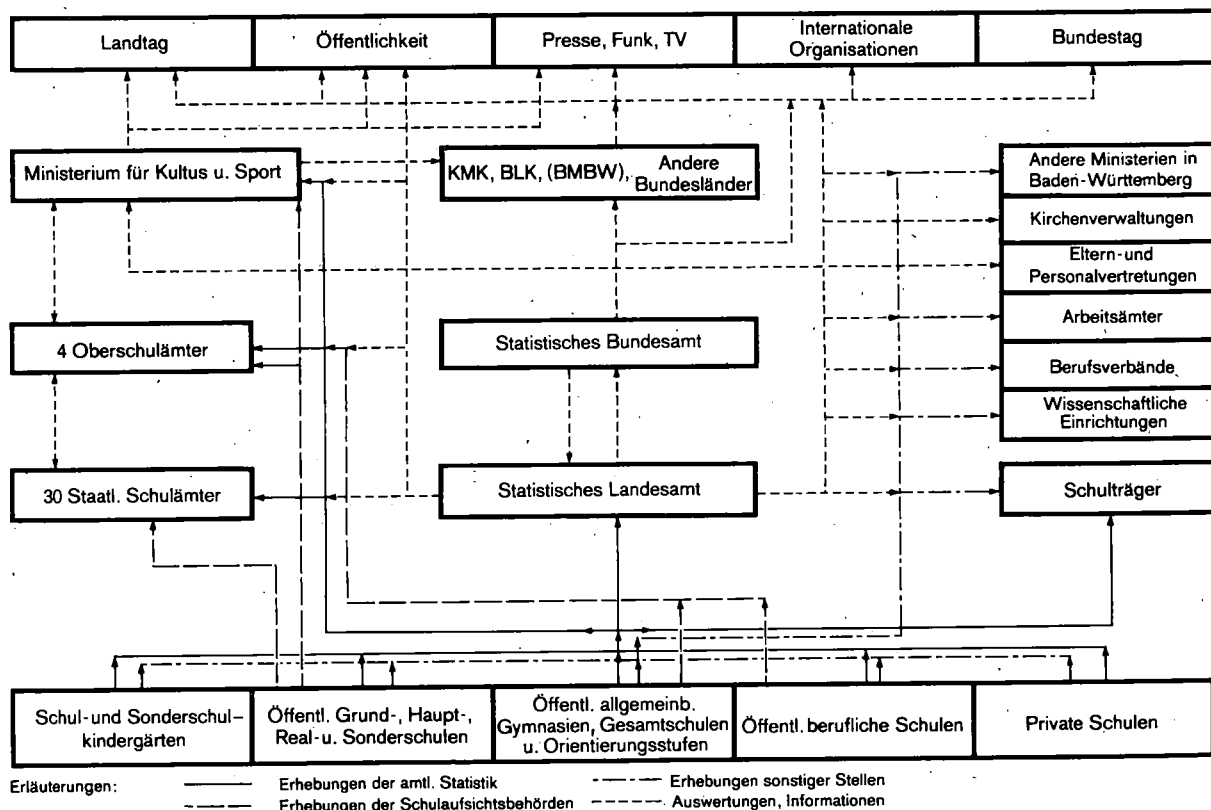 Landtag
Öffentlichkeit
Presse, Funk, TV
Internationale
Organisationen
Bundestag
Ministerium für Kultus u. Sport
KMK, BLK, (BMBW), Andere
Bundesländer
Andere Ministerien in
Baden-Württemberg
Kirchenverwaltungen
Eltern- und
Personalvertretungen
4 Oberschulämter
Statistisches Bundesamt
Arbeitsämter
Berufsverbände
Wissenschaftliche
Einrichtungen
30 Staatl. Schulämter
Statistisches Landesamt
Schulträger
Schul- und Sonderschul-
kindergärten
Öffentl. Grund-, Haupt-,
Real- u. Sonderschulen
Öffentl. allgemeinb.
Gymnasien, Gesamtschulen
u. Orientierungsstufen
Öffentl. berufliche Schulen
Private Schulen
Erläuterungen:
Erhebungen der amtl. Statistik
Erhebungen der Schulaufsichtsbehörden
Erhebungen sonstiger Stellen
Auswertungen, Informationen